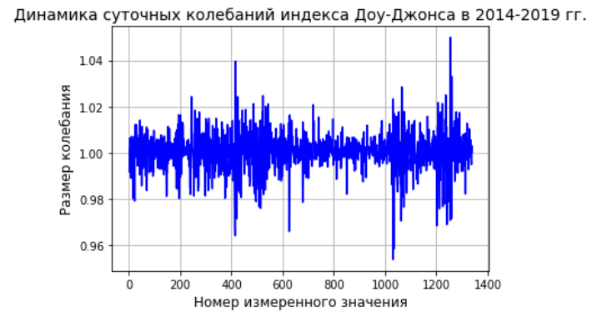 Динамика суточных колебаний индекса Доу-Джонса в 2014-2019 гг.
1.04
1.02
1.00
0.98
0.96
Размер колебания
0 200 400 600 800 1000 1200 1400
Номер измеренного значения